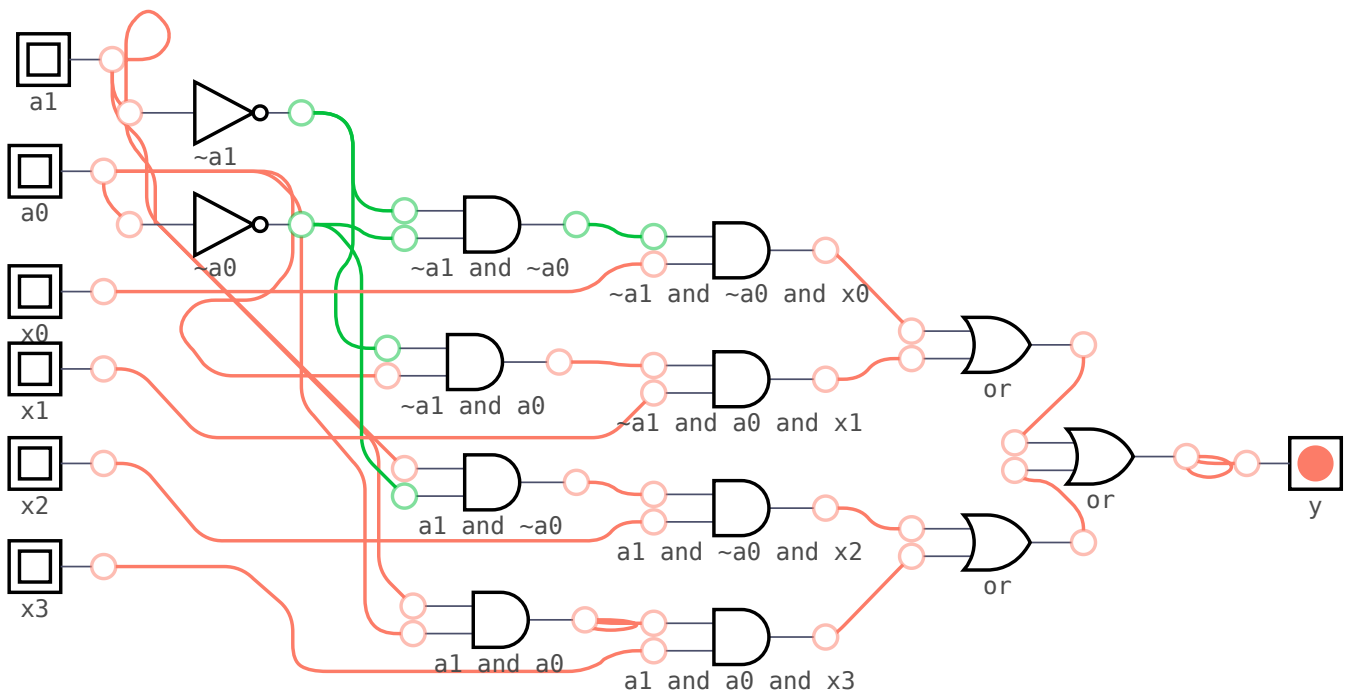 a1
~a1
a0
~a0
~a1 and ~a0
~a1 and ~a0 and x0
x0
or
x1
~a1 and a0
~a1 and a0 and x1
x2
a1 and ~a0
a1 and ~a0 and x2
or
y
or
x3
a1 and a0
a1 and a0 and x3